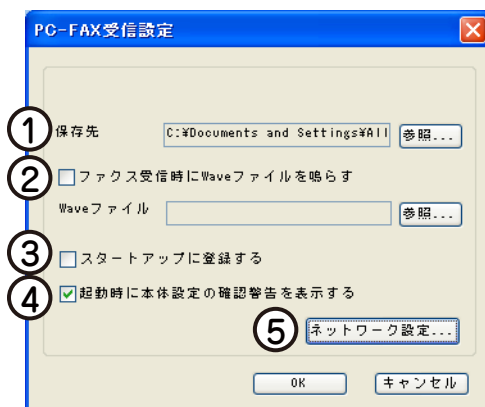 PC-FAX受信設定
① 保存先 C:¥Documents and Settings¥All 参照...
② ファクス受信時にWaveファイルを鳴らす
Waveファイル 参照...
③ スタートアップに登録する
④ 起動時に本体設定の確認警告を表示する
⑤ ネットワーク設定...
OK キャンセル